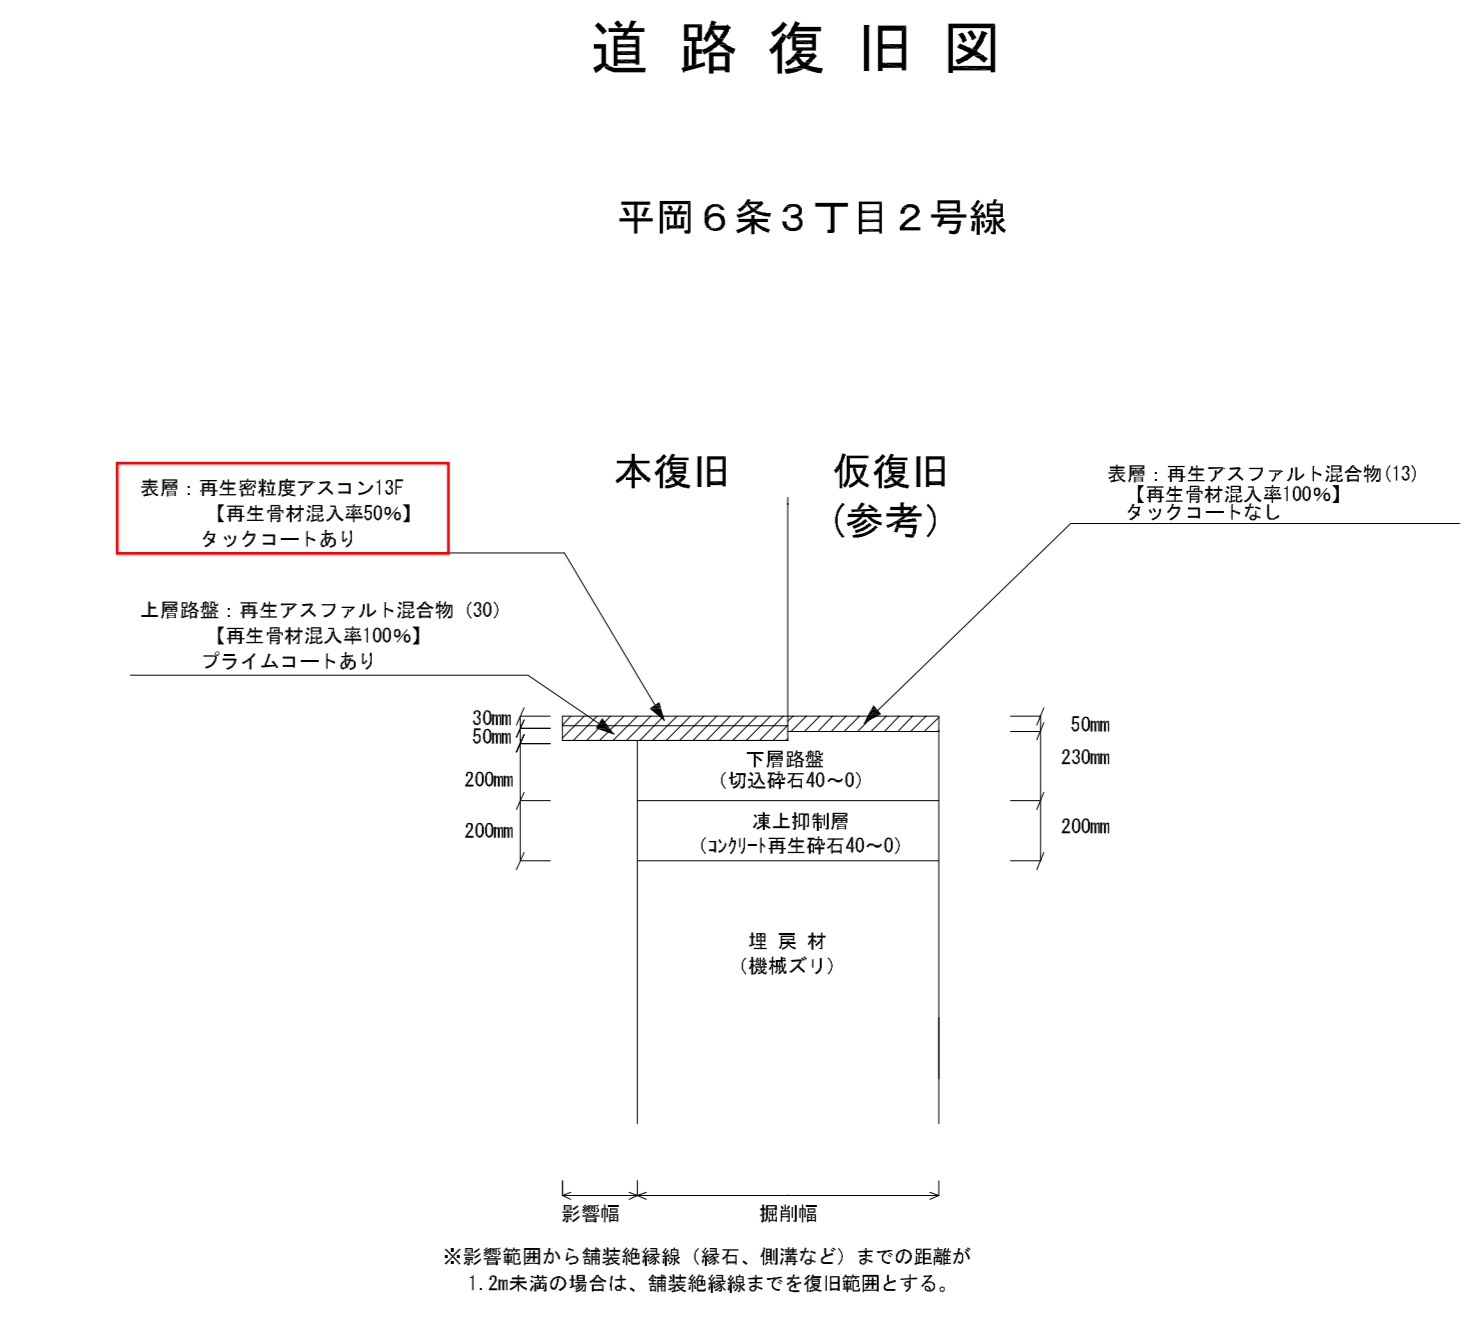 道路復旧図
平岡6条3丁目2号線
本復旧
仮復旧
(参考)
表層:再生密粒度アスコン13F
【再生骨材混入率50%】
タックコートあり
上層路盤:再生アスファルト混合物(30)
【再生骨材混入率100%】
プライムコートあり
表層:再生アスファルト混合物(13)
【再生骨材混入率100%】
タックコートなし
30mm
50mm
200mm
200mm
下層路盤
(切込砕石40~0)
凍上抑制層
(コンクリート再生砕石40~0)
埋戻材
(機械ズリ)
50mm
230mm
200mm
影響幅
掘削幅
※影響範囲から舗装絶縁線(縁石、側溝など)までの距離が
1.2m未満の場合は、舗装絶縁線までを復旧範囲とする。